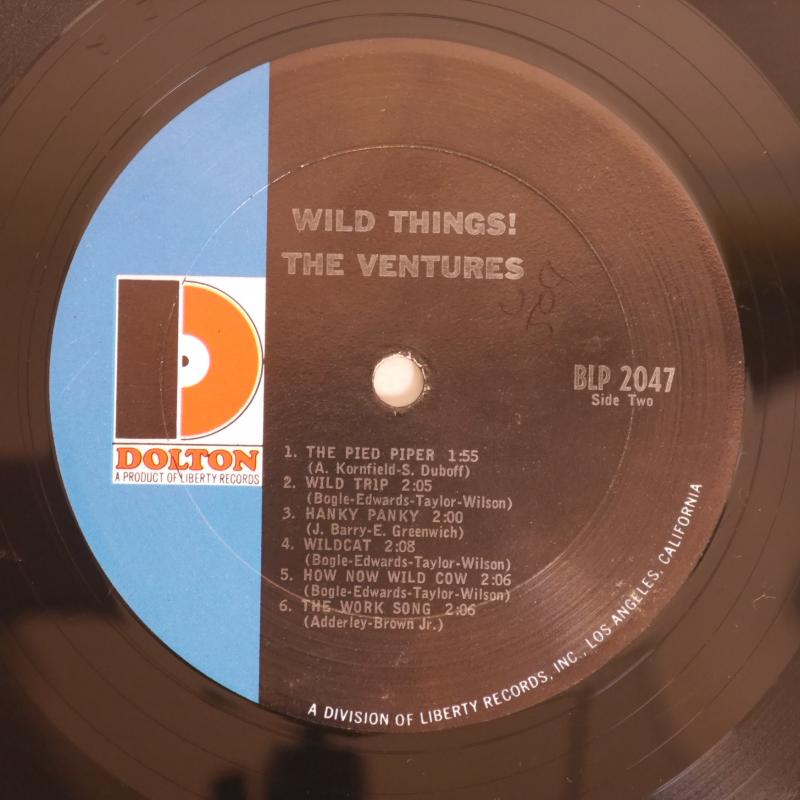 WILD THINGS!
THE VENTURES
BLP 2047
Side Two
DOLTON
A PRODUCT OF LIBERTY RECORDS
1. THE PIED PIPER 1:55
(A. Kornfield-S. Duboff)
2. WILD TRIP 2:05
(Bogle-Edwards-Taylor-Wilson)
3. HANKY PANKY 2:00
(J. Barry-E. Greenwich)
4. WILDCAT 2:08
(Bogle-Edwards-Taylor-Wilson)
5. HOW NOW WILD COW 2:06
(Bogle-Edwards-Taylor-Wilson)
6. THE WORK SONG 2:06
(Adderley-Brown Jr.)
A DIVISION OF LIBERTY RECORDS, INC., LOS ANGELES, CALIFORNIA